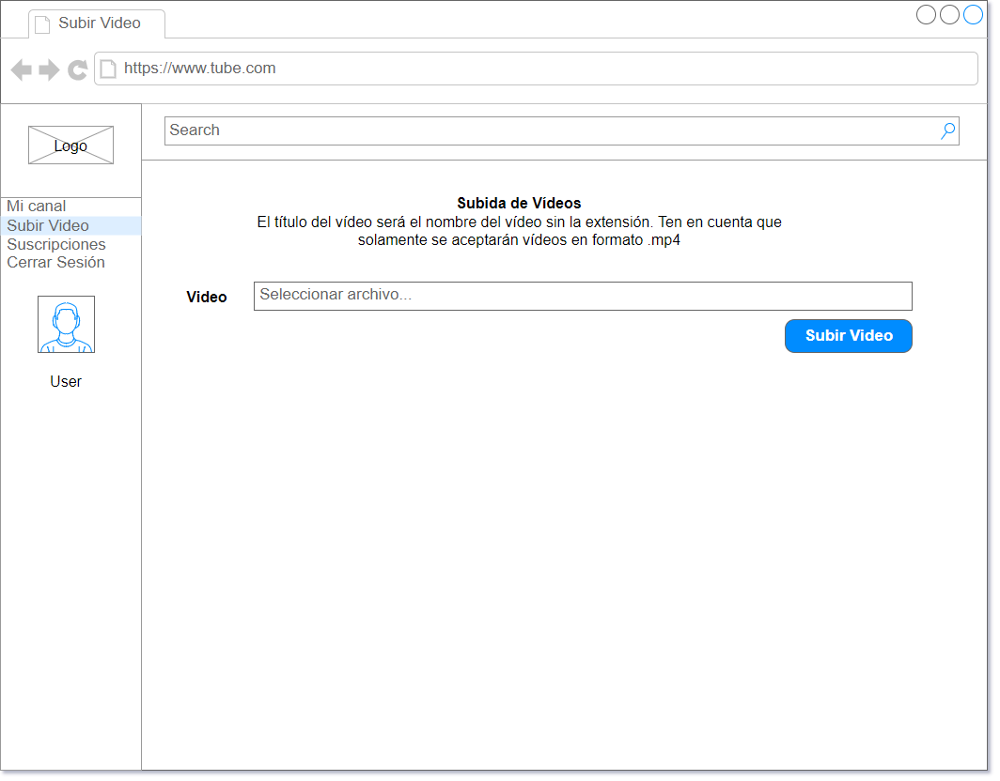 Subir Video
https://www.tube.com
Logo
Search
Mi canal
Subir Video
Suscripciones
Cerrar Sesión
User
Subida de Vídeos
El título del vídeo será el nombre del vídeo sin la extensión. Ten en cuenta que
solamente se aceptarán vídeos en formato .mp4
Video
Seleccionar archivo...
Subir Video